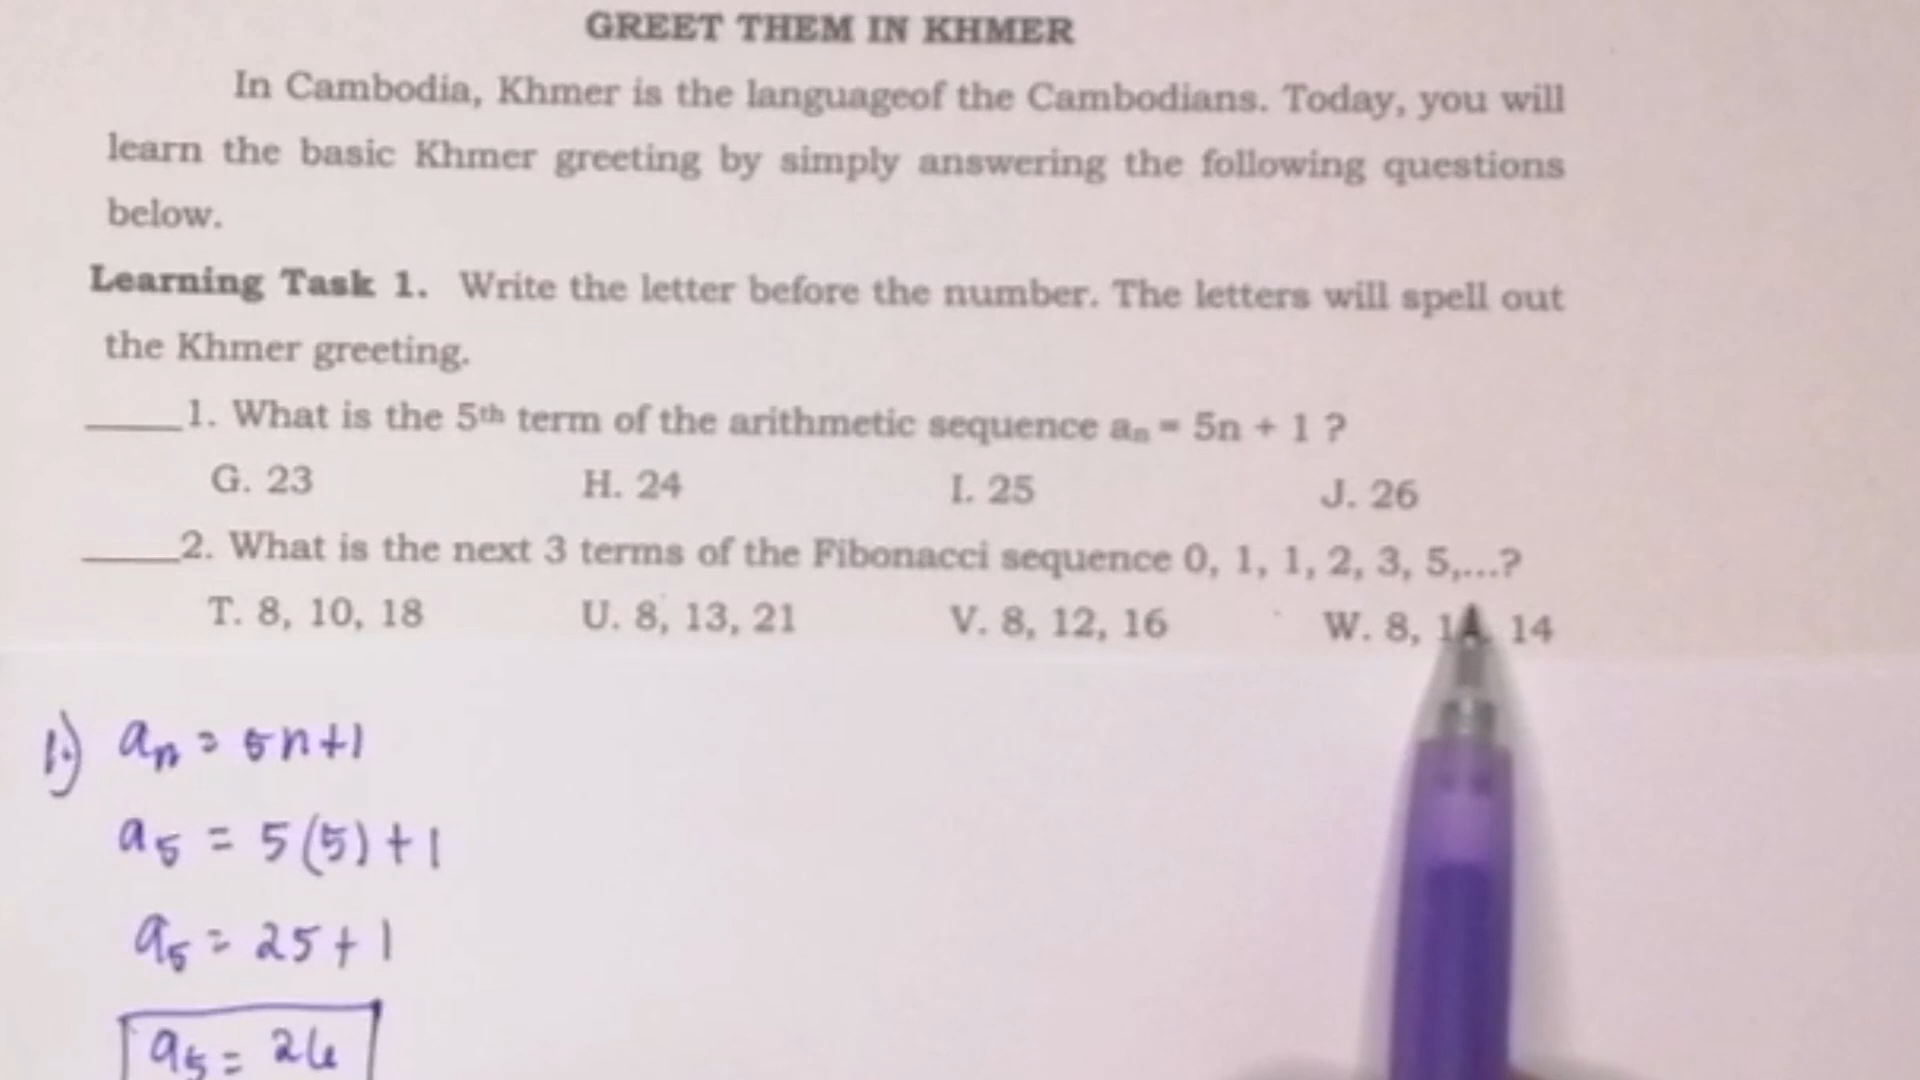 GREET THEM IN KHMER
In Cambodia, Khmer is the languageof the Cambodians. Today, you will
learn the basic Khmer greeting by simply answering the following questions
below.
Learning Task 1. Write the letter before the number. The letters will spell out
the Khmer greeting.
_____1. What is the 5th term of the arithmetic sequence aₙ = 5n + 1 ?
G. 23 H. 24 I. 25 J. 26
_____2. What is the next 3 terms of the Fibonacci sequence 0, 1, 1, 2, 3, 5,...?
T. 8, 10, 18 U. 8, 13, 21 V. 8, 12, 16 W. 8, 14
1.) aₙ = 5n+1
a₅ = 5(5)+1
a₅ = 25+1
a₅ = 26